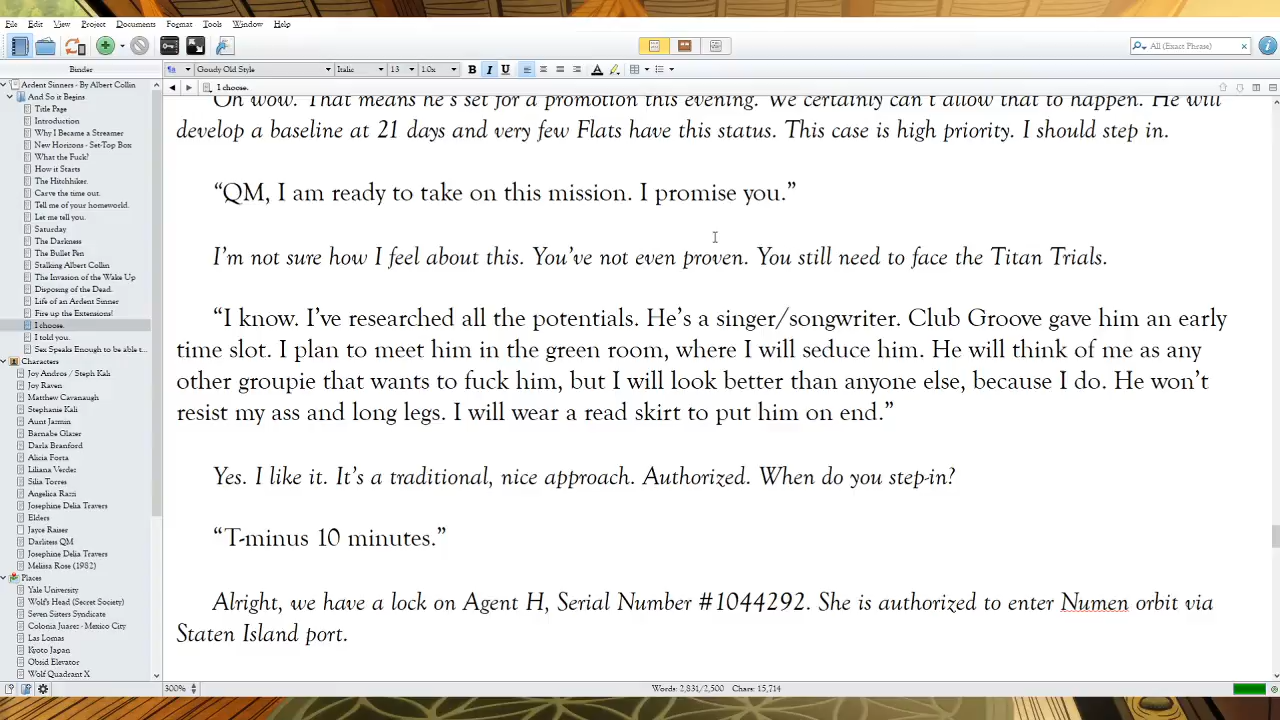 File Edit View Project Documents Format Tools Window Help
All (Exact Phrase)
Binder
Goudy Old Style Italic 13 1.0x B I U A
Ardent Sinners - By Albert Collin
I choose.
And So it Begins
Title Page
Introduction
Why I Became a Streamer
New Horizons - Set-Top Box
What the Fuck?
How it Starts
The Hitchhiker.
Carve the time out.
Tell me of your homeworld.
Let me tell you.
Saturday
The Darkness
The Bullet Pen
Stalking Albert Collin
The Invasion of the Wake Up
Disposing of the Dead.
Life of an Ardent Sinner
Fire up the Extensions!
I choose.
I told you.
Sex Speaks Enough to be able t...
Characters
Joy Andros / Steph Kali
Joy Raven
Matthew Cavanaugh
Stephanie Kali
Aunt Jazmin
Barnabe Glazer
Darla Branford
Alicia Forta
Liliana Verdez
Silia Torres
Angelica Razzi
Josephine Delia Travers
Elders
Jayce Raiser
Darlitess QM
Josephine Delia Travers
Melissa Rose (1982)
Places
Yale University
Wolf's Head (Secret Society)
Seven Sisters Syndicate
Colonia Juarez - Mexico City
Las Lomas
Kyoto Japan
Obsid Elevator
Wolf Quadrant X
Oh wow. That means he's set for a promotion this evening. We certainly can't allow that to happen. He will
develop a baseline at 21 days and very few Flats have this status. This case is high priority. I should step in.
“QM, I am ready to take on this mission. I promise you.”
I'm not sure how I feel about this. You've not even proven. You still need to face the Titan Trials.
“I know. I've researched all the potentials. He's a singer/songwriter. Club Groove gave him an early
time slot. I plan to meet him in the green room, where I will seduce him. He will think of me as any
other groupie that wants to fuck him, but I will look better than anyone else, because I do. He won't
resist my ass and long legs. I will wear a read skirt to put him on end.”
Yes. I like it. It's a traditional, nice approach. Authorized. When do you step-in?
“T-minus 10 minutes.”
Alright, we have a lock on Agent H, Serial Number #1044292. She is authorized to enter Numen orbit via
Staten Island port.
300% Words: 2,831/2,500 Chars: 15,714